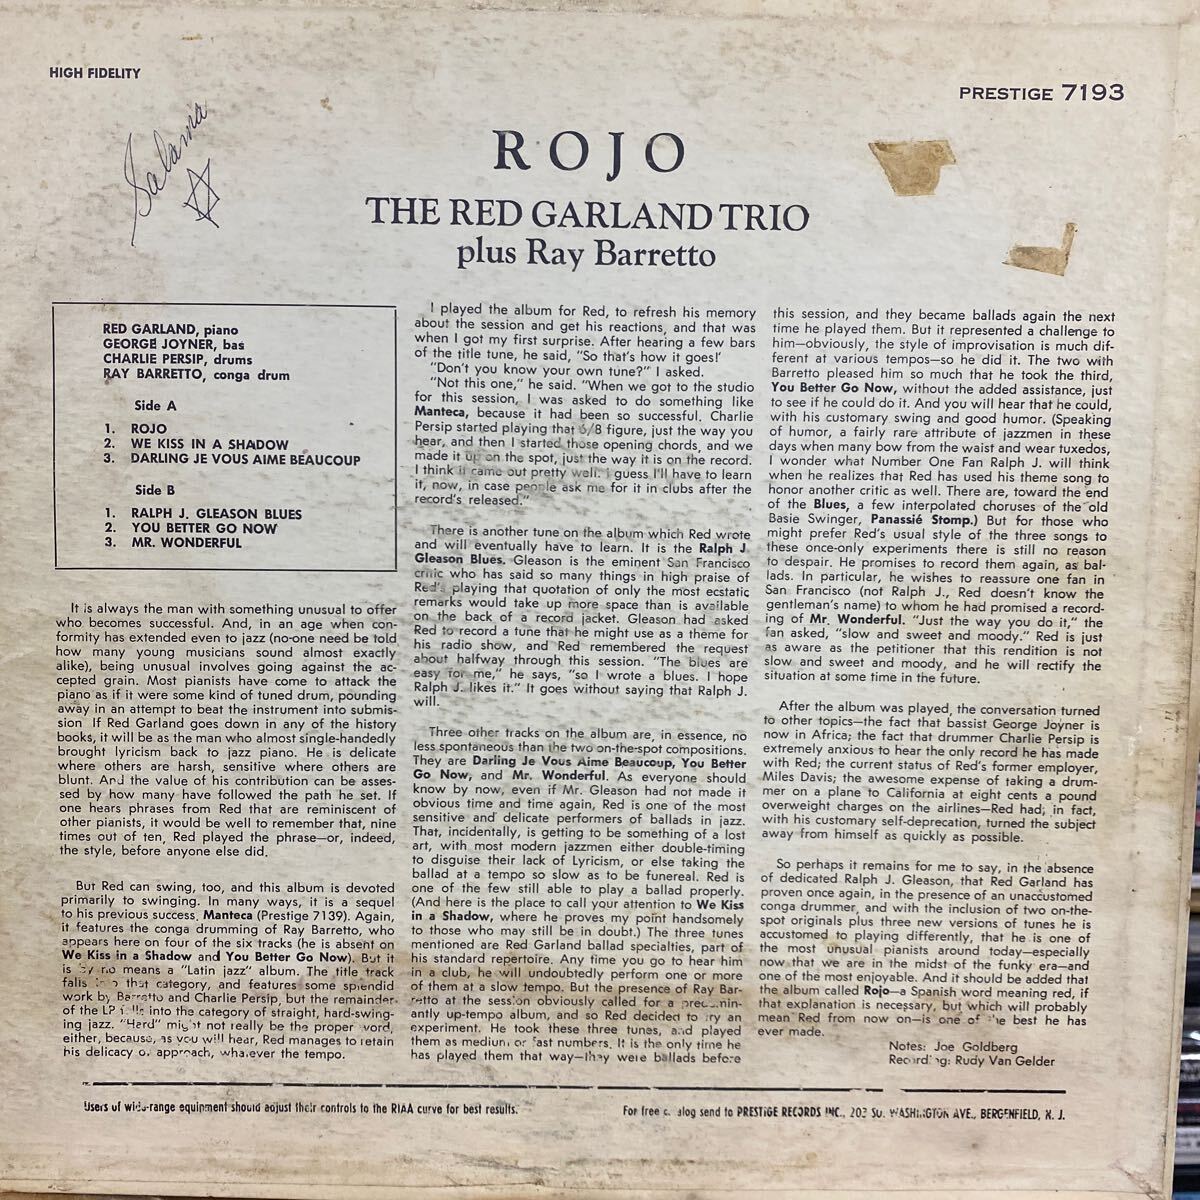 HIGH FIDELITY
PRESTIGE 7193
Salama
ROJO
THE RED GARLAND TRIO
plus Ray Barretto
RED GARLAND, piano
GEORGE JOYNER, bas
CHARLIE PERSIP, drums
RAY BARRETTO, conga drum
Side A
1. ROJO
2. WE KISS IN A SHADOW
3. DARLING JE VOUS AIME BEAUCOUP
Side B
1. RALPH J. GLEASON BLUES
2. YOU BETTER GO NOW
3. MR. WONDERFUL
It is always the man with something unusual to offer
who becomes successful. And, in an age when con-
formity has extended even to jazz (no-one need be told
how many young musicians sound almost exactly
alike), being unusual involves going against the ac-
cepted grain. Most pianists have come to attack the
piano as if it were some kind of tuned drum, pounding
away in an attempt to beat the instrument into submis-
sion If Red Garland goes down in any of the history
books, it will be as the man who almost single-handedly
brought lyricism back to jazz piano. He is delicate
where others are harsh, sensitive where others are
blunt. And the value of his contribution can be asses-
sed by how many have followed the path he set. If
one hears phrases from Red that are reminiscent of
other pianists, it would be well to remember that, nine
times out of ten, Red played the phrase—or, indeed,
the style, before anyone else did.
But Red can swing, too, and this album is devoted
primarily to swinging. In many ways, it is a sequel
to his previous success, Manteca (Prestige 7139). Again,
it features the conga drumming of Ray Barretto, who
appears here on four of the six tracks (he is absent on
We Kiss in a Shadow and You Better Go Now). But it
is by no means a "Latin jazz" album. The title track
falls into that category, and features some splendid
work by Barretto and Charlie Persip, but the remainder
of the LP falls into the category of straight, hard-swing-
ing jazz. "Hard" might not really be the proper word,
either, because, as you will hear, Red manages to retain
his delicacy of approach, whatever the tempo.
I played the album for Red, to refresh his memory
about the session and get his reactions, and that was
when I got my first surprise. After hearing a few bars
of the title tune, he said, "So that's how it goes!'
"Don't you know your own tune?" I asked.
"Not this one," he said. "When we got to the studio
for this session, I was asked to do something like
Manteca, because it had been so successful. Charlie
Persip started playing that 6/8 figure, just the way you
hear, and then I started those opening chords, and we
made it up on the spot, just the way it is on the record.
I think it came out pretty well. I guess I'll have to learn
it, now, in case people ask me for it in clubs after the
record's released."
There is another tune on the album which Red wrote
and will eventually have to learn. It is the Ralph J
Gleason Blues. Gleason is the eminent San Francisco
critic who has said so many things in high praise of
Red's playing that quotation of only the most ecstatic
remarks would take up more space than is available
on the back of a record jacket. Gleason had asked
Red to record a tune that he might use as a theme for
his radio show, and Red remembered the request
about halfway through this session. "The blues are
easy for me," he says, "so I wrote a blues. I hope
Ralph J. likes it." It goes without saying that Ralph J.
will.
Three other tracks on the album are, in essence, no
less spontaneous than the two on-the-spot compositions.
They are Darling Je Vous Aime Beaucoup, You Better
Go Now, and Mr. Wonderful. As everyone should
know by now, even if Mr. Gleason had not made it
obvious time and time again, Red is one of the most
sensitive and delicate performers of ballads in jazz.
That, incidentally, is getting to be something of a lost
art, with most modern jazzmen either double-timing
to disguise their lack of Lyricism, or else taking the
ballad at a tempo so slow as to be funereal. Red is
one of the few still able to play a ballad properly.
(And here is the place to call your attention to We Kiss
in a Shadow, where he proves my point handsomely
to those who may still be in doubt.) The three tunes
mentioned are Red Garland ballad specialties, part of
his standard repertoire. Any time you go to hear him
in a club, he will undoubtedly perform one or more
of them at a slow tempo. But the presence of Ray Bar-
retto at the session obviously called for a predomin-
antly up-tempo album, and so Red decided to try an
experiment. He took these three tunes, and played
them as medium or fast numbers. It is the only time he
has played them that way—they were ballads before
this session, and they became ballads again the next
time he played them. But it represented a challenge to
him—obviously, the style of improvisation is much dif-
ferent at various tempos—so he did it. The two with
Barretto pleased him so much that he took the third,
You Better Go Now, without the added assistance, just
to see if he could do it. And you will hear that he could,
with his customary swing and good humor. (Speaking
of humor, a fairly rare attribute of jazzmen in these
days when many bow from the waist and wear tuxedos,
I wonder what Number One Fan Ralph J. will think
when he realizes that Red has used his theme song to
honor another critic as well. There are, toward the end
of the Blues, a few interpolated choruses of the old
Basie Swinger, Panassié Stomp.) But for those who
might prefer Red's usual style of the three songs to
these once-only experiments there is still no reason
to despair. He promises to record them again, as bal-
lads. In particular, he wishes to reassure one fan in
San Francisco (not Ralph J., Red doesn't know the
gentleman's name) to whom he had promised a record-
ing of Mr. Wonderful. "Just the way you do it," the
fan asked, "slow and sweet and moody." Red is just
as aware as the petitioner that this rendition is not
slow and sweet and moody, and he will rectify the
situation at some time in the future.
After the album was played, the conversation turned
to other topics—the fact that bassist George Joyner is
now in Africa; the fact that drummer Charlie Persip is
extremely anxious to hear the only record he has made
with Red; the current status of Red's former employer,
Miles Davis; the awesome expense of taking a drum-
mer on a plane to California at eight cents a pound
overweight charges on the airlines—Red had, in fact,
with his customary self-deprecation, turned the subject
away from himself as quickly as possible.
So perhaps it remains for me to say, in the absence
of dedicated Ralph J. Gleason, that Red Garland has
proven once again, in the presence of an unaccustomed
conga drummer, and with the inclusion of two on-the-
spot originals plus three new versions of tunes he is
accustomed to playing differently, that he is one of
the most unusual pianists around today—especially
now that we are in the midst of the funky era—and
one of the most enjoyable. And it should be added that
the album called Rojo—a Spanish word meaning red, if
that explanation is necessary, but which will probably
mean Red from now on—is one of the best he has
ever made.
Notes: Joe Goldberg
Recording: Rudy Van Gelder
Users of wide-range equipment should adjust their controls to the RIAA curve for best results.
For free catalog send to PRESTIGE RECORDS INC., 203 SO. WASHINGTON AVE., BERGENFIELD, N. J.